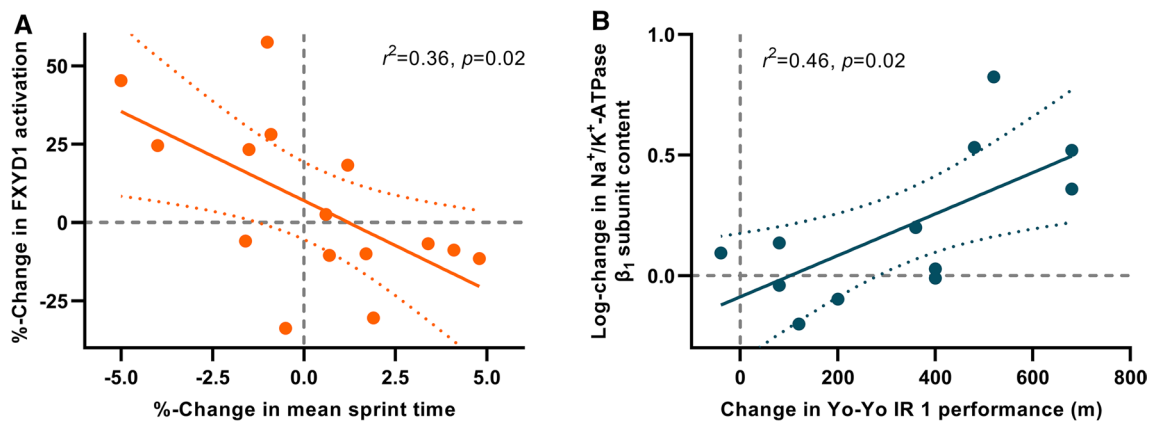 A
%-Change in FXYD1 activation
50
25
0
-25
r²=0.36, p=0.02
-5.0
-2.5
0.0
2.5
5.0
%-Change in mean sprint time
B
Log-change in Na⁺/K⁺-ATPase
β₁ subunit content
1.0
0.5
0.0
r²=0.46, p=0.02
0
200
400
600
800
Change in Yo-Yo IR 1 performance (m)